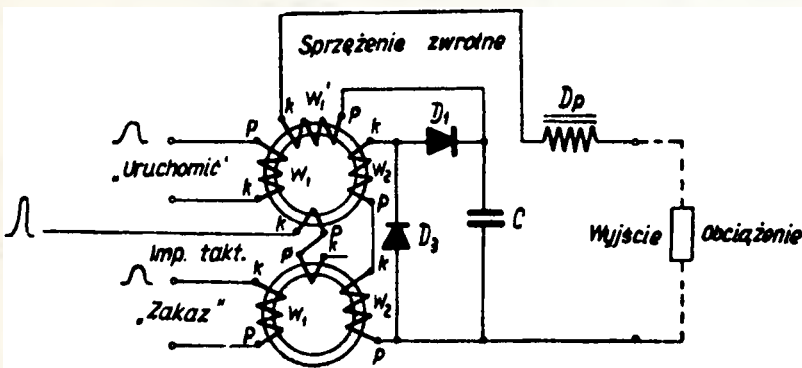 Sprzężenie zwrotne
k W₁' p
D₁
Dp
p k
„Uruchomić"
W₁ W₂
k p
k p
Imp. takt.
p k
D₃
C
Wyjście Obciążenie
k k
„Zakaz"
W₁ W₂
p p